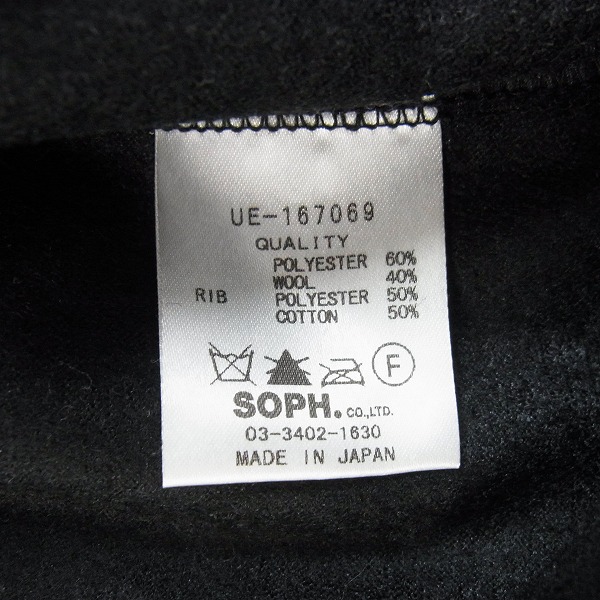 UE-167069
QUALITY
POLYESTER 60%
WOOL 40%
RIB POLYESTER 50%
COTTON 50%
F
SOPH. CO.,LTD.
03-3402-1630
MADE IN JAPAN